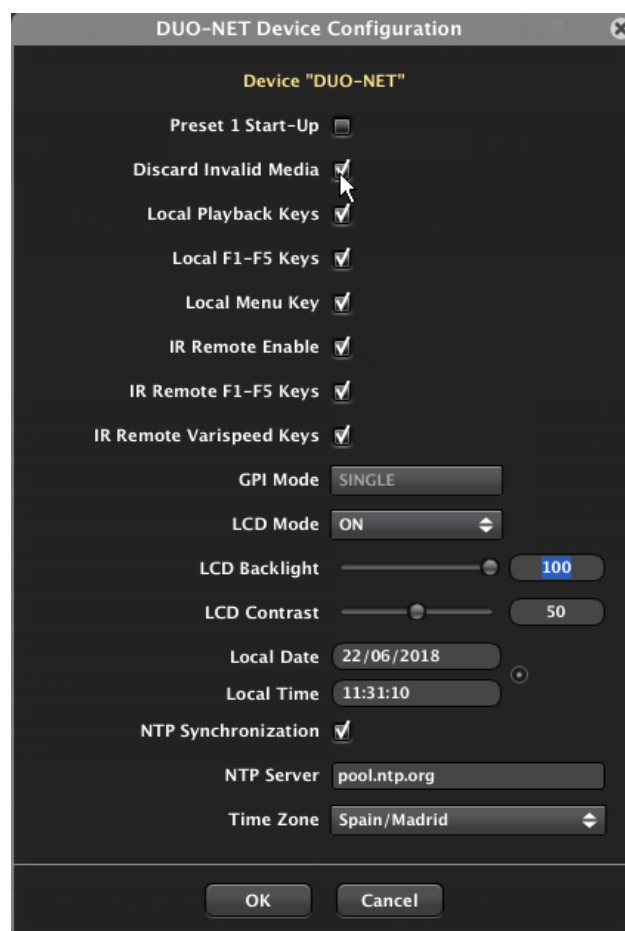 DUO-NET Device Configuration
Device "DUO-NET"
Preset 1 Start-Up
Discard Invalid Media
Local Playback Keys
Local F1-F5 Keys
Local Menu Key
IR Remote Enable
IR Remote F1-F5 Keys
IR Remote Varispeed Keys
GPI Mode SINGLE
LCD Mode ON
LCD Backlight 100
LCD Contrast 50
Local Date 22/06/2018
Local Time 11:31:10
NTP Synchronization
NTP Server pool.ntp.org
Time Zone Spain/Madrid
OK Cancel